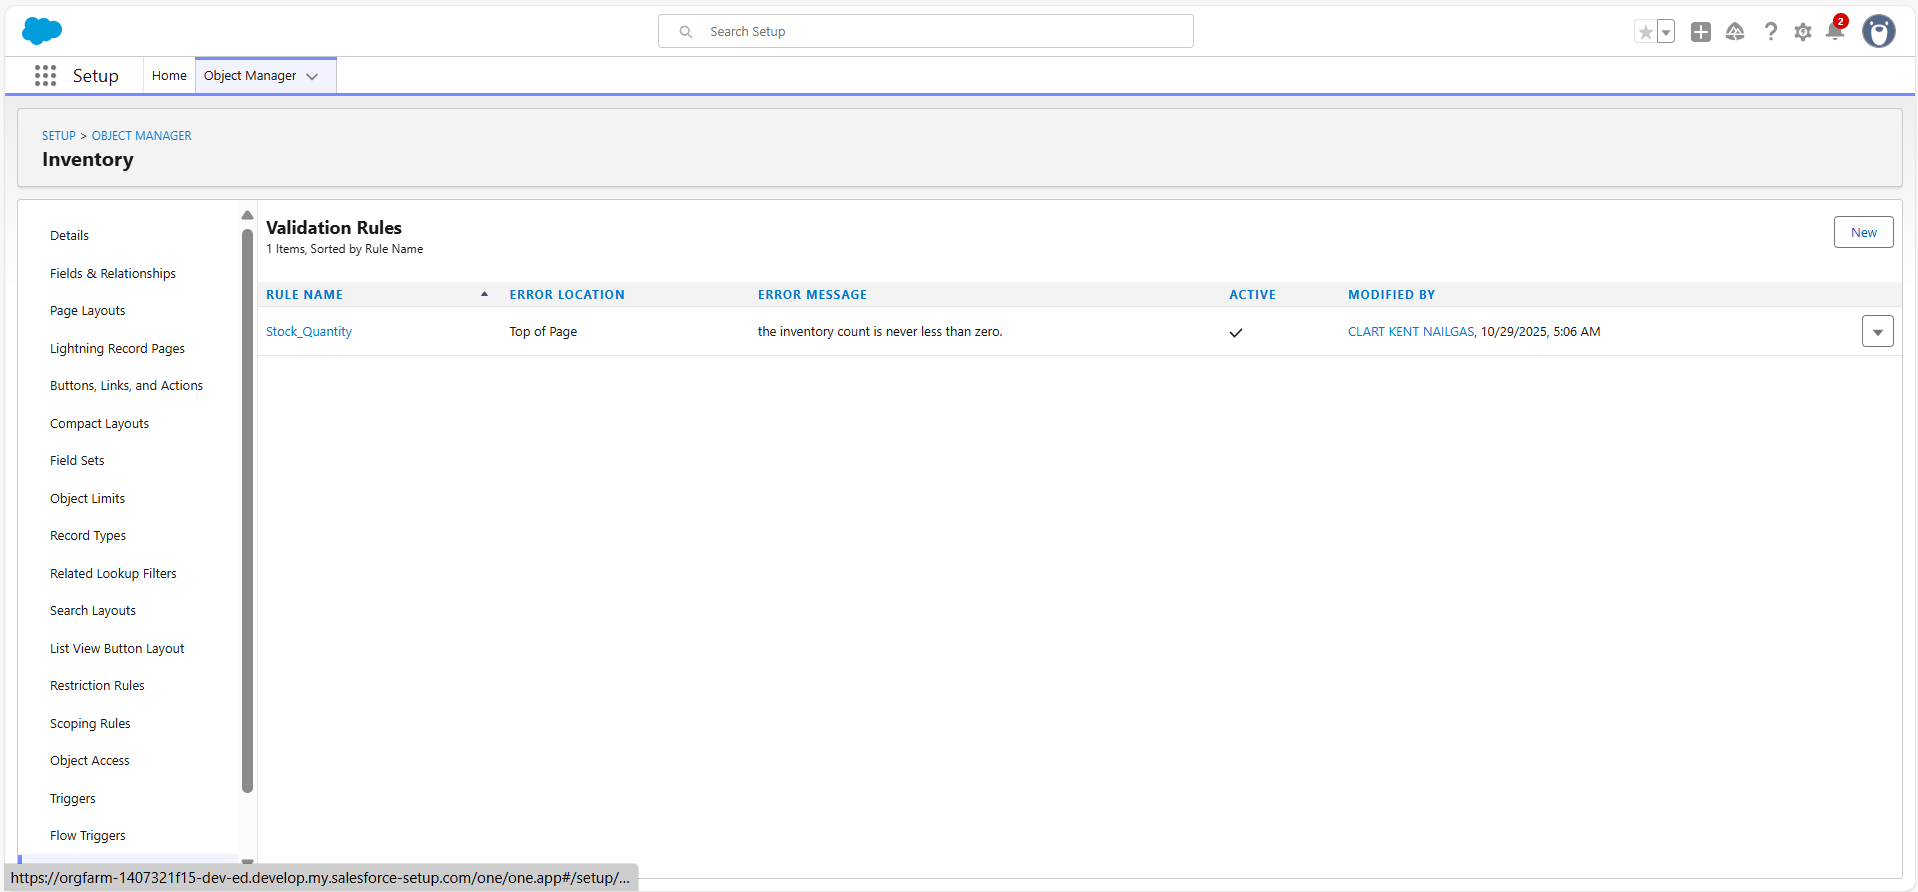 Search Setup
2
Setup
Home
Object Manager
SETUP > OBJECT MANAGER
Inventory
Details
Fields & Relationships
Page Layouts
Lightning Record Pages
Buttons, Links, and Actions
Compact Layouts
Field Sets
Object Limits
Record Types
Related Lookup Filters
Search Layouts
List View Button Layout
Restriction Rules
Scoping Rules
Object Access
Triggers
Flow Triggers
Validation Rules
1 Items, Sorted by Rule Name
New
RULE NAME ERROR LOCATION ERROR MESSAGE ACTIVE MODIFIED BY
Stock_Quantity Top of Page the inventory count is never less than zero. CLART KENT NAILGAS, 10/29/2025, 5:06 AM
https://orgfarm-1407321f15-dev-ed.develop.my.salesforce-setup.com/one/one.app#/setup/...